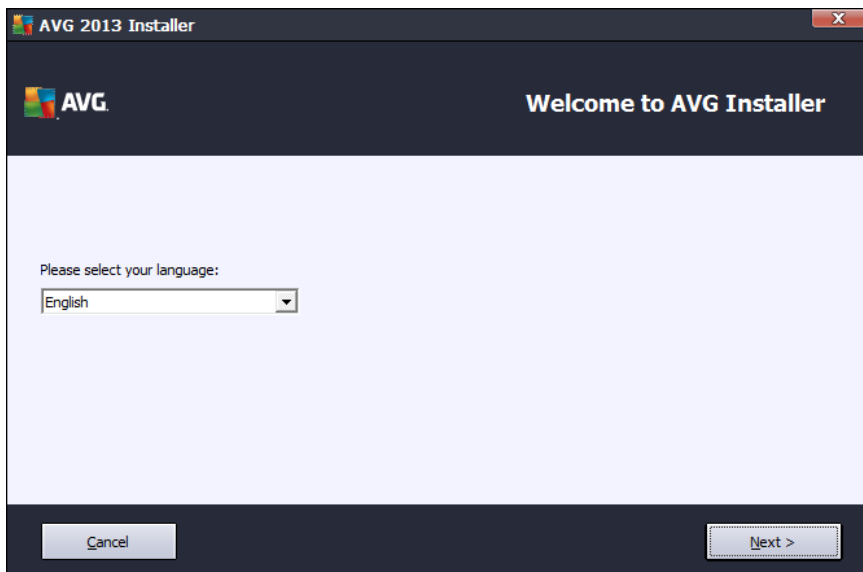 AVG 2013 Installer
X
AVG.
Welcome to AVG Installer
Please select your language:
English
Cancel
Next >